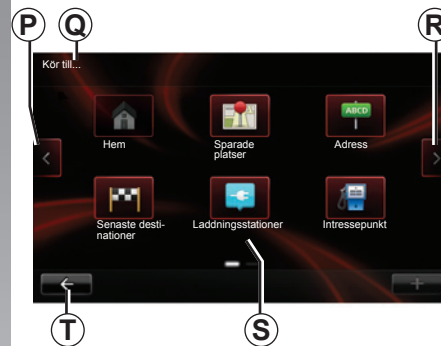 P Q R
Kör till...
ABCD
Hem Sparade Adress
platser
Senaste desti- Laddningsstationer Intressepunkt
nationer
T S